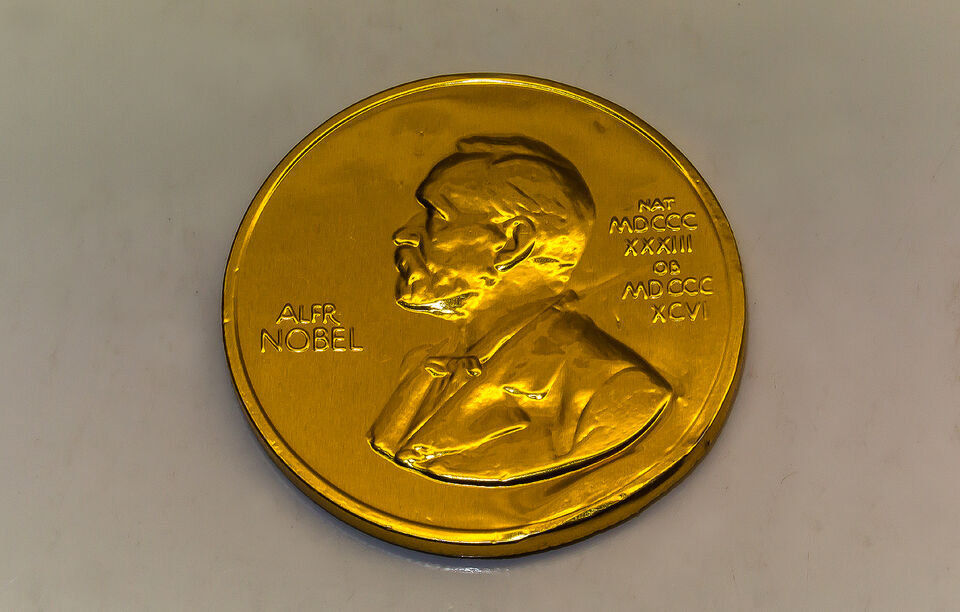 ALFR
NOBEL
NAT
MDCCC
XXXIII
OB
MDCCC
XCVI